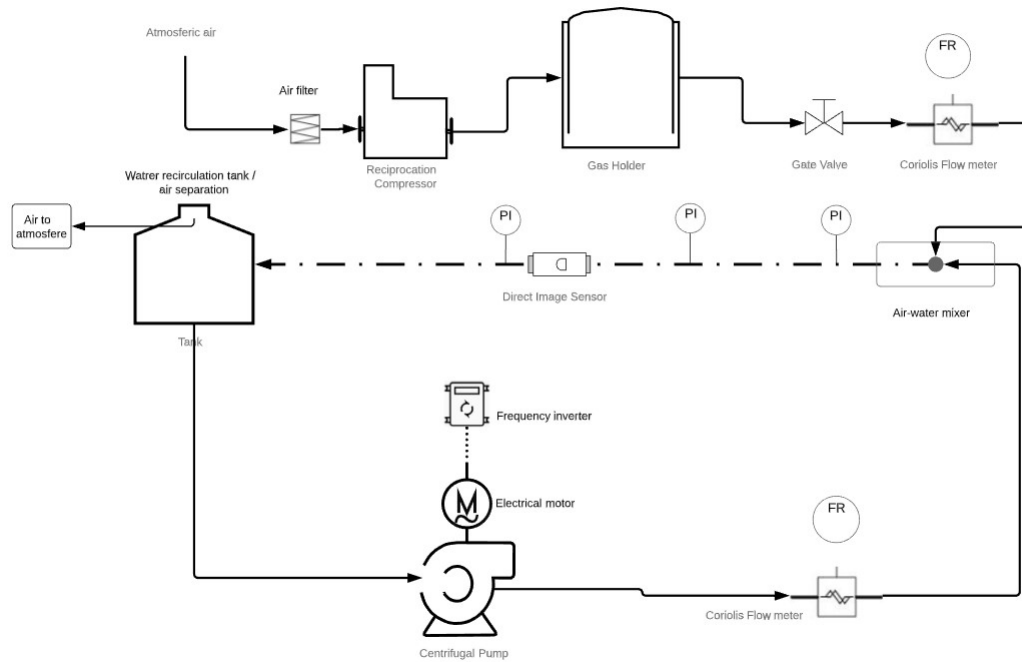 Atmosferic air
FR
Air filter
Reciprocation
Compressor
Gas Holder
Gate Valve
Coriolis Flow meter
Watrer recirculation tank /
air separation
Air to
atmosfere
PI
PI
PI
Direct Image Sensor
Air-water mixer
Tank
Frequency inverter
M
Electrical motor
FR
Coriolis Flow meter
Centrifugal Pump